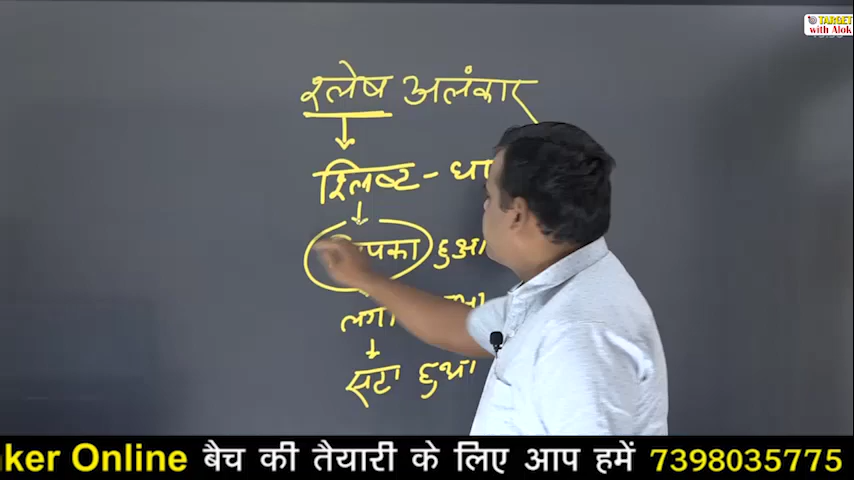 TARGET
with Alok
श्लेष अलंकार
श्लिष्ट - धा
पका हुआ
लगा
सटा हुआ
ker Online बैच की तैयारी के लिए आप हमें 7398035775